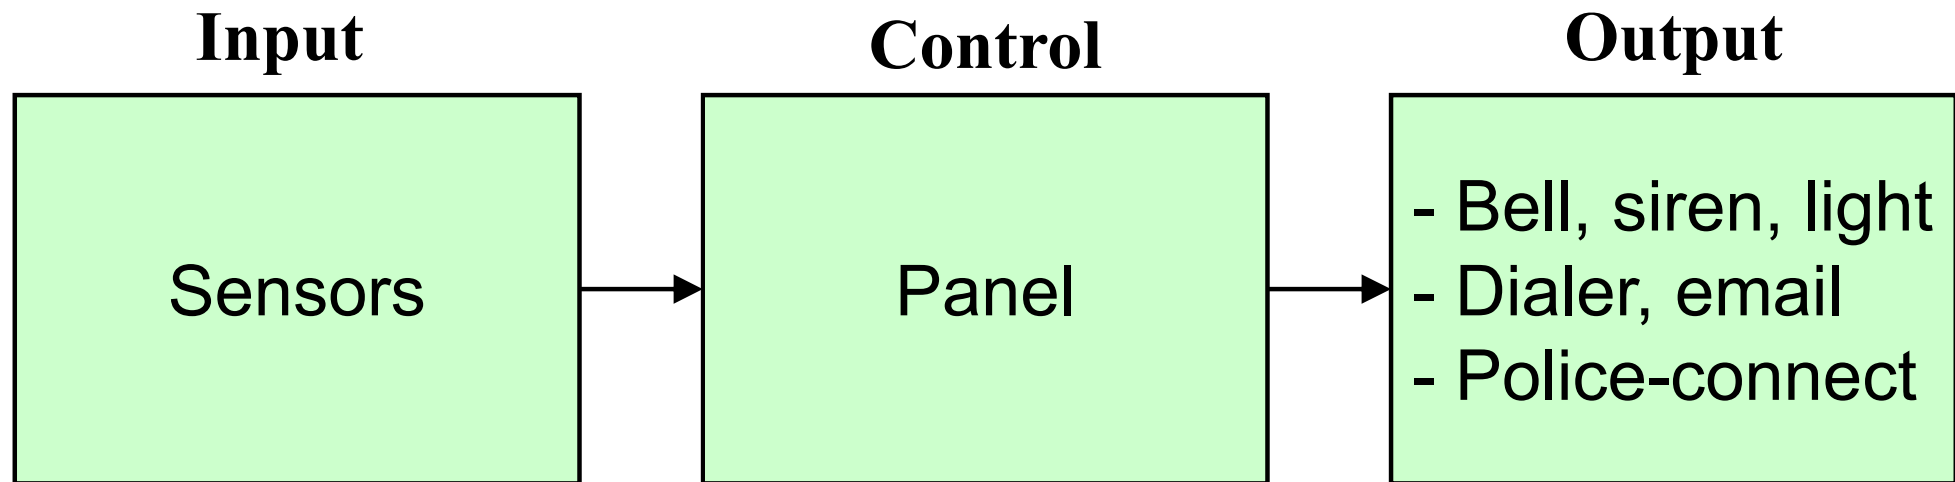 Input
Control
Output
Sensors
Panel
- Bell, siren, light
- Dialer, email
- Police-connect